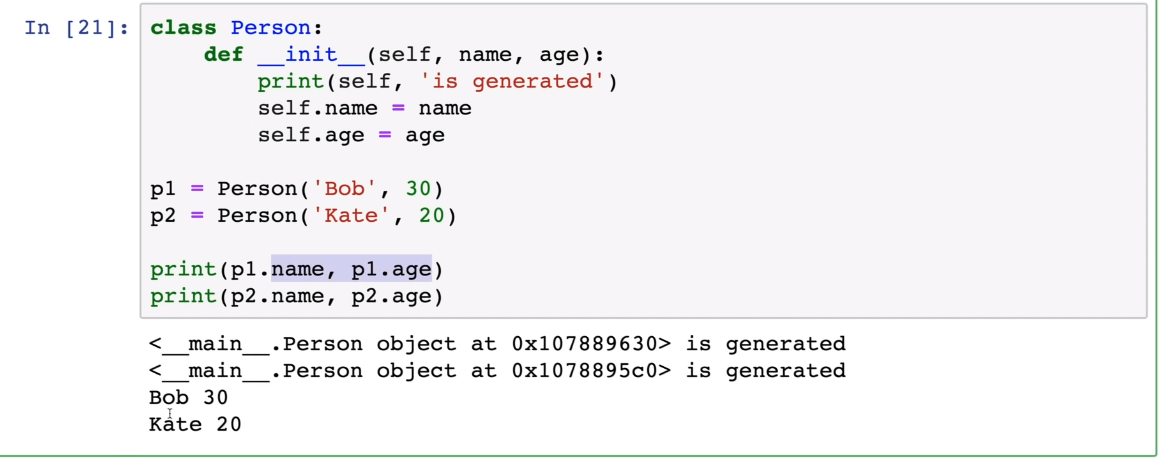 In [21]: class Person:
    def __init__(self, name, age):
        print(self, 'is generated')
        self.name = name
        self.age = age

p1 = Person('Bob', 30)
p2 = Person('Kate', 20)

print(p1.name, p1.age)
print(p2.name, p2.age)

<__main__.Person object at 0x107889630> is generated
<__main__.Person object at 0x1078895c0> is generated
Bob 30
Kate 20